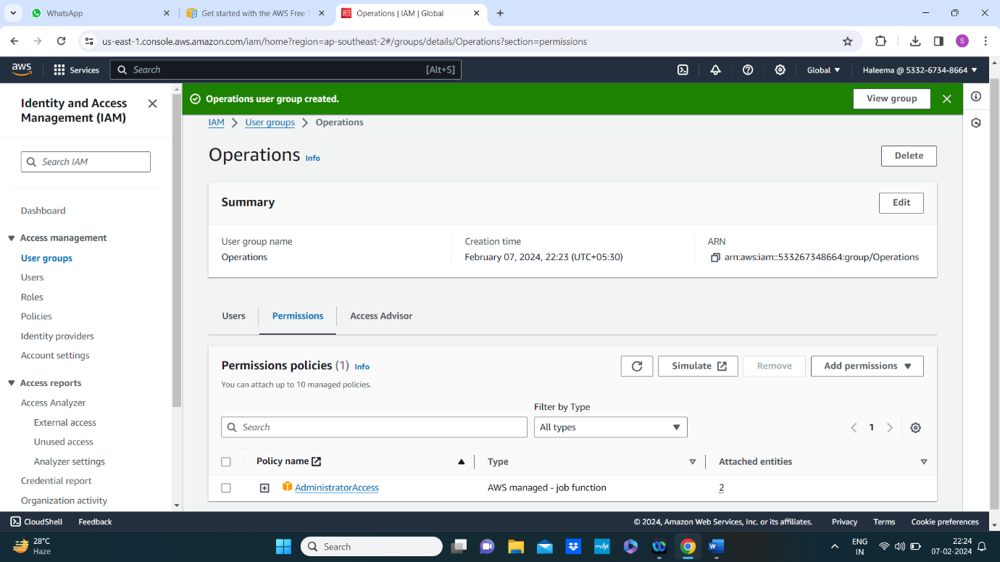 WhatsApp
Get started with the AWS Free T
Operations | IAM | Global
us-east-1.console.aws.amazon.com/iam/home?region=ap-southeast-2#/groups/details/Operations?section=permissions
S
aws
Services
Search
[Alt+S]
Global
Haleema @ 5332-6734-8664
Identity and Access
Management (IAM)
Search IAM
Dashboard
Access management
User groups
Users
Roles
Policies
Identity providers
Account settings
Access reports
Access Analyzer
External access
Unused access
Analyzer settings
Credential report
Organization activity
Operations user group created.
View group
IAM > User groups > Operations
Operations Info
Delete
Summary
Edit
User group name
Operations
Creation time
February 07, 2024, 22:23 (UTC+05:30)
ARN
arn:aws:iam::533267348664:group/Operations
Users
Permissions
Access Advisor
Permissions policies (1) Info
You can attach up to 10 managed policies.
Simulate
Remove
Add permissions
Filter by Type
Search
All types
1
Policy name
Type
Attached entities
AdministratorAccess
AWS managed - job function
2
CloudShell
Feedback
© 2024, Amazon Web Services, Inc. or its affiliates.
Privacy
Terms
Cookie preferences
28°C
Haze
Search
myhp
W
ENG
IN
22:24
07-02-2024